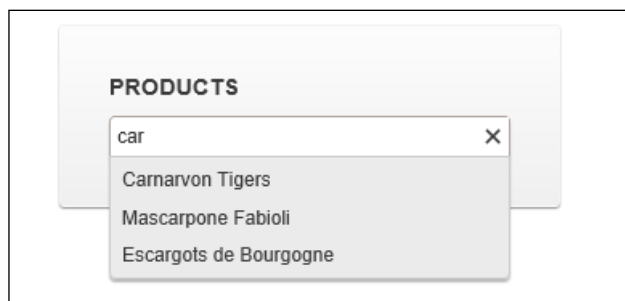 PRODUCTS
car
Carnarvon Tigers
Mascarpone Fabioli
Escargots de Bourgogne